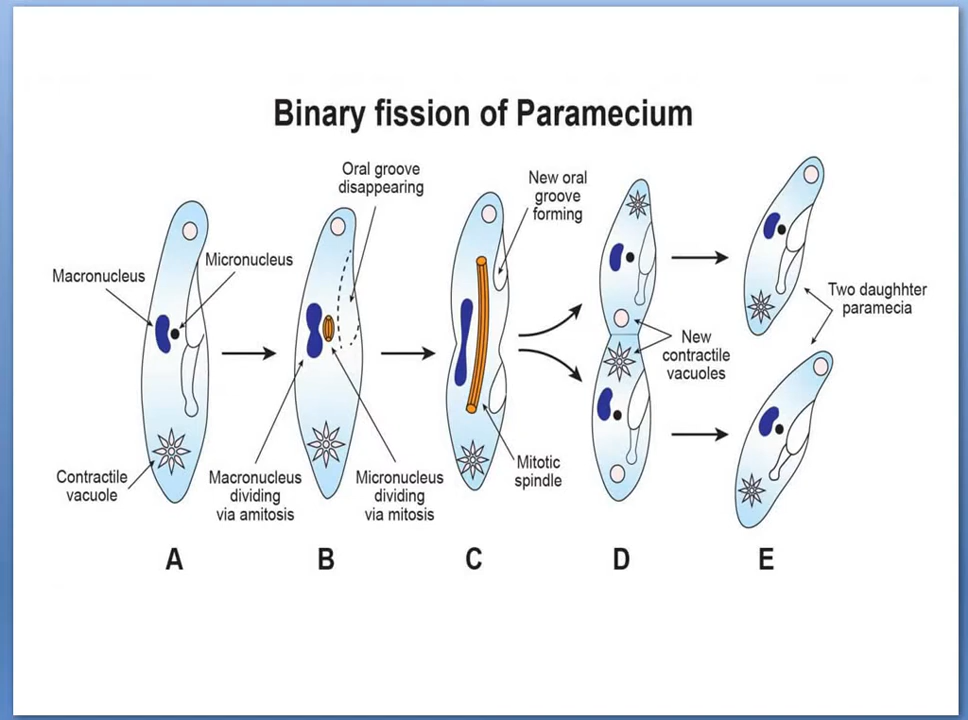 Binary fission of Paramecium
Oral groove
disappearing
New oral
groove
forming
Macronucleus
Micronucleus
Two daughhter
paramecia
New
contractile
vacuoles
Contractile
vacuole
Macronucleus
dividing
via amitosis
Micronucleus
dividing
via mitosis
Mitotic
spindle
A
B
C
D
E